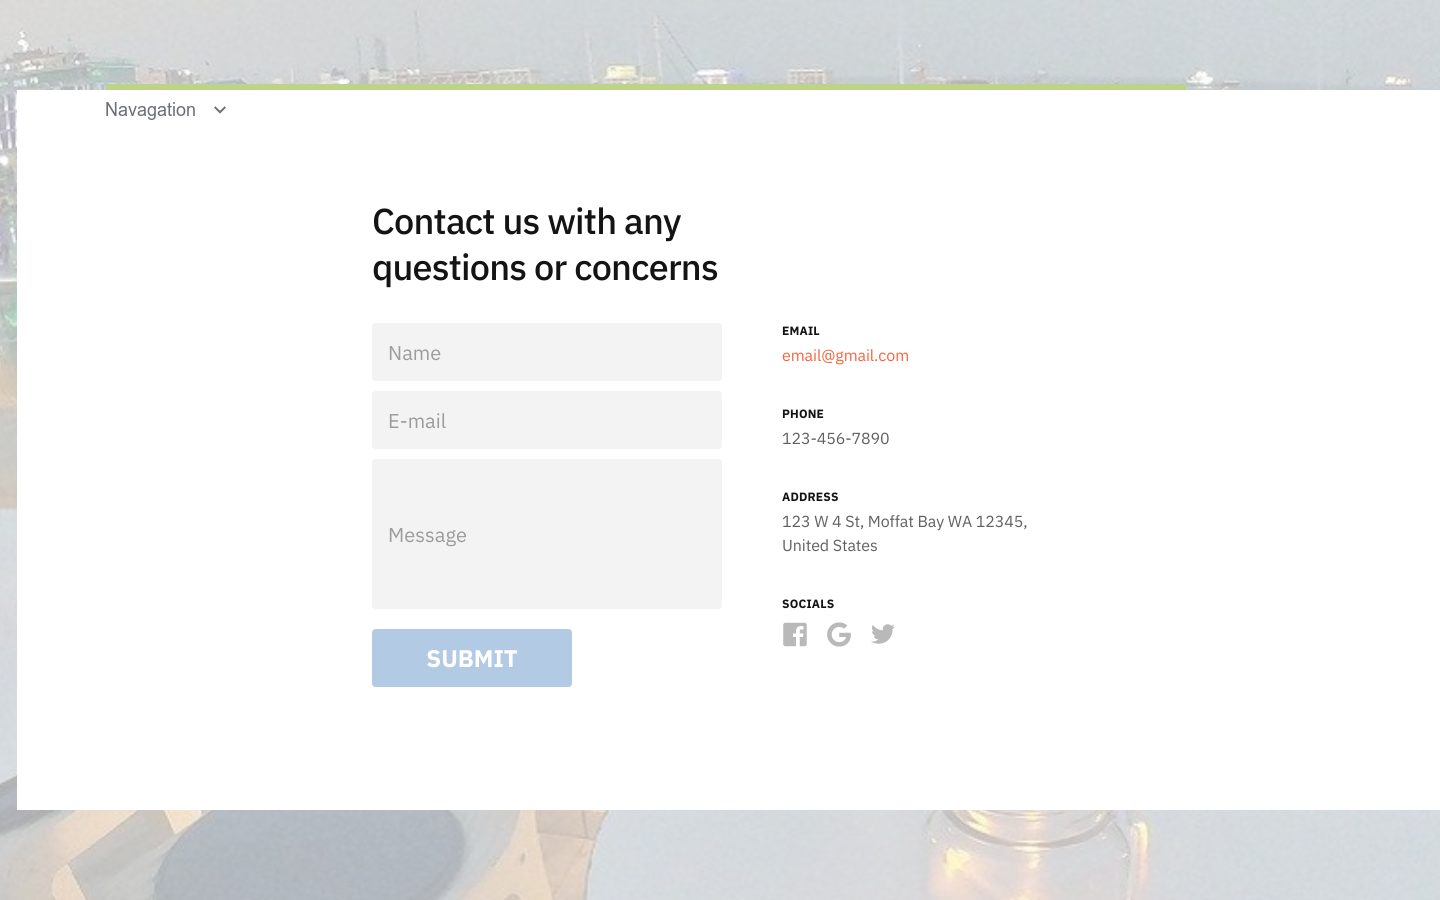 Navagation
Contact us with any
questions or concerns
Name
E-mail
Message
SUBMIT
EMAIL
email@gmail.com
PHONE
123-456-7890
ADDRESS
123 W 4 St, Moffat Bay WA 12345,
United States
SOCIALS